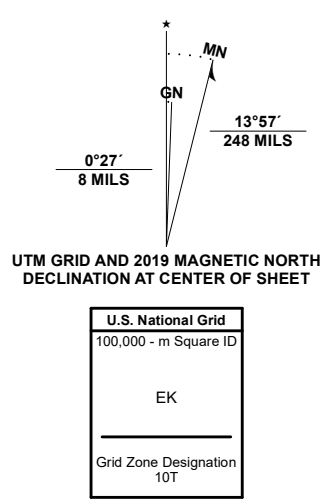 MN
GN
13°57´
248 MILS
0°27´
8 MILS
UTM GRID AND 2019 MAGNETIC NORTH
DECLINATION AT CENTER OF SHEET
U.S. National Grid
100,000 - m Square ID
EK
Grid Zone Designation
10T